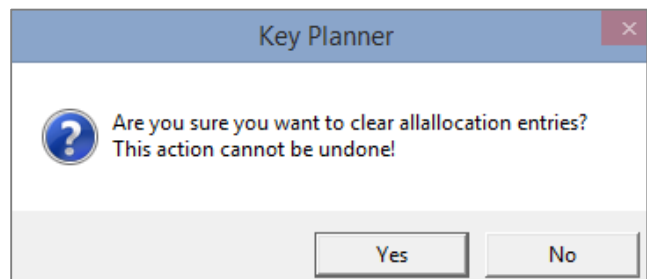 Key Planner
Are you sure you want to clear allallocation entries?
This action cannot be undone!
Yes No